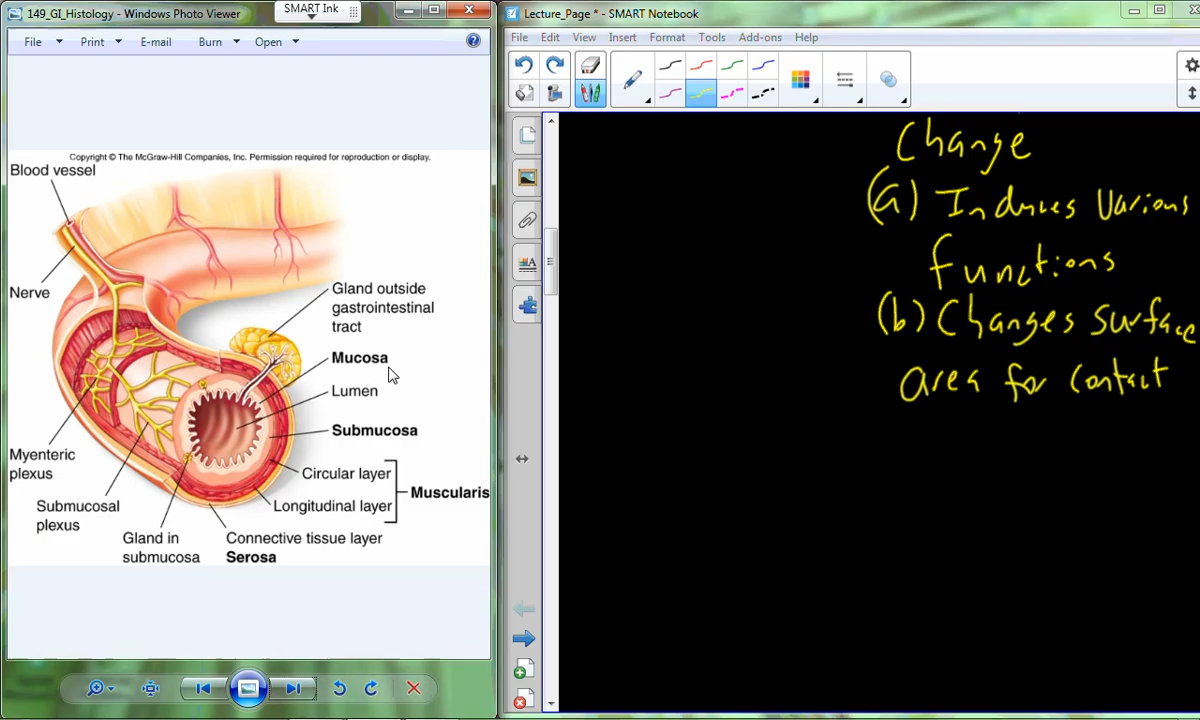 149_GI_Histology - Windows Photo Viewer
SMART Ink
File Print E-mail Burn Open
Copyright © The McGraw-Hill Companies, Inc. Permission required for reproduction or display.
Blood vessel
Nerve
Gland outside
gastrointestinal
tract
Mucosa
Lumen
Submucosa
Myenteric
plexus
Circular layer
Muscularis
Longitudinal layer
Submucosal
plexus
Gland in
submucosa
Connective tissue layer
Serosa
Lecture_Page * - SMART Notebook
File Edit View Insert Format Tools Add-ons Help
Change
(a) Induces Various
functions
(b) Changes surface
area for contact